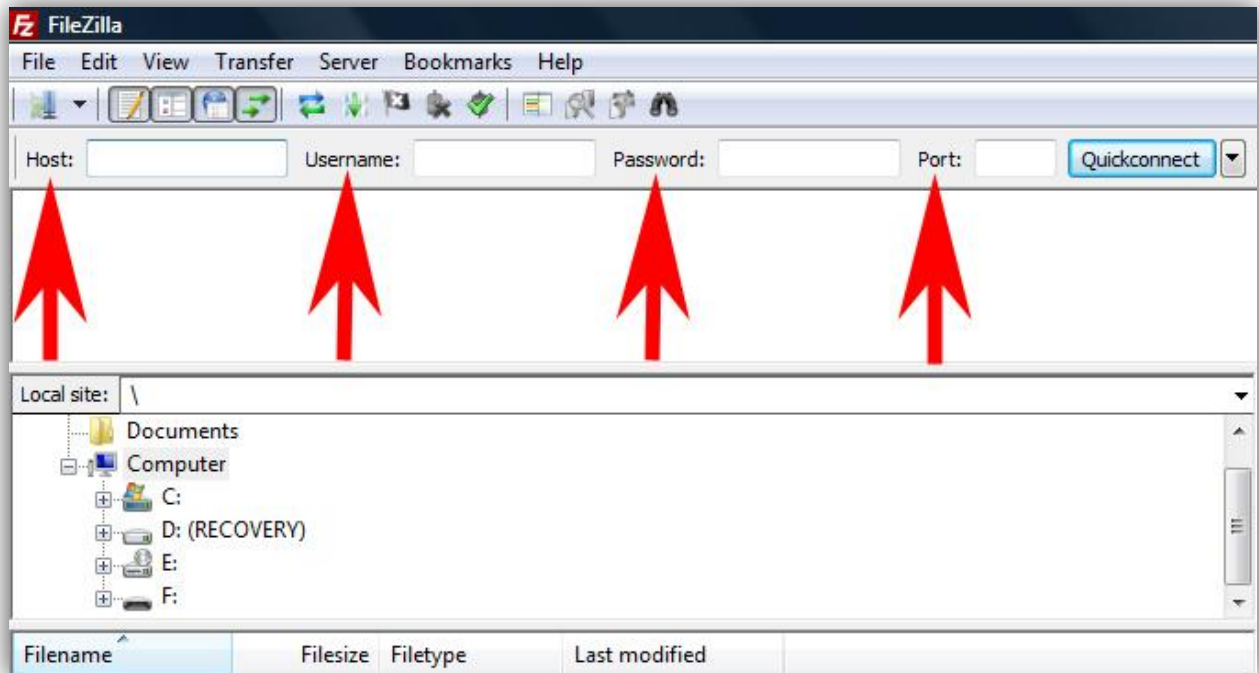 FileZilla
File Edit View Transfer Server Bookmarks Help
Host: Username: Password: Port: Quickconnect
Local site: \
Documents
Computer
C:
D: (RECOVERY)
E:
F:
Filename Filesize Filetype Last modified